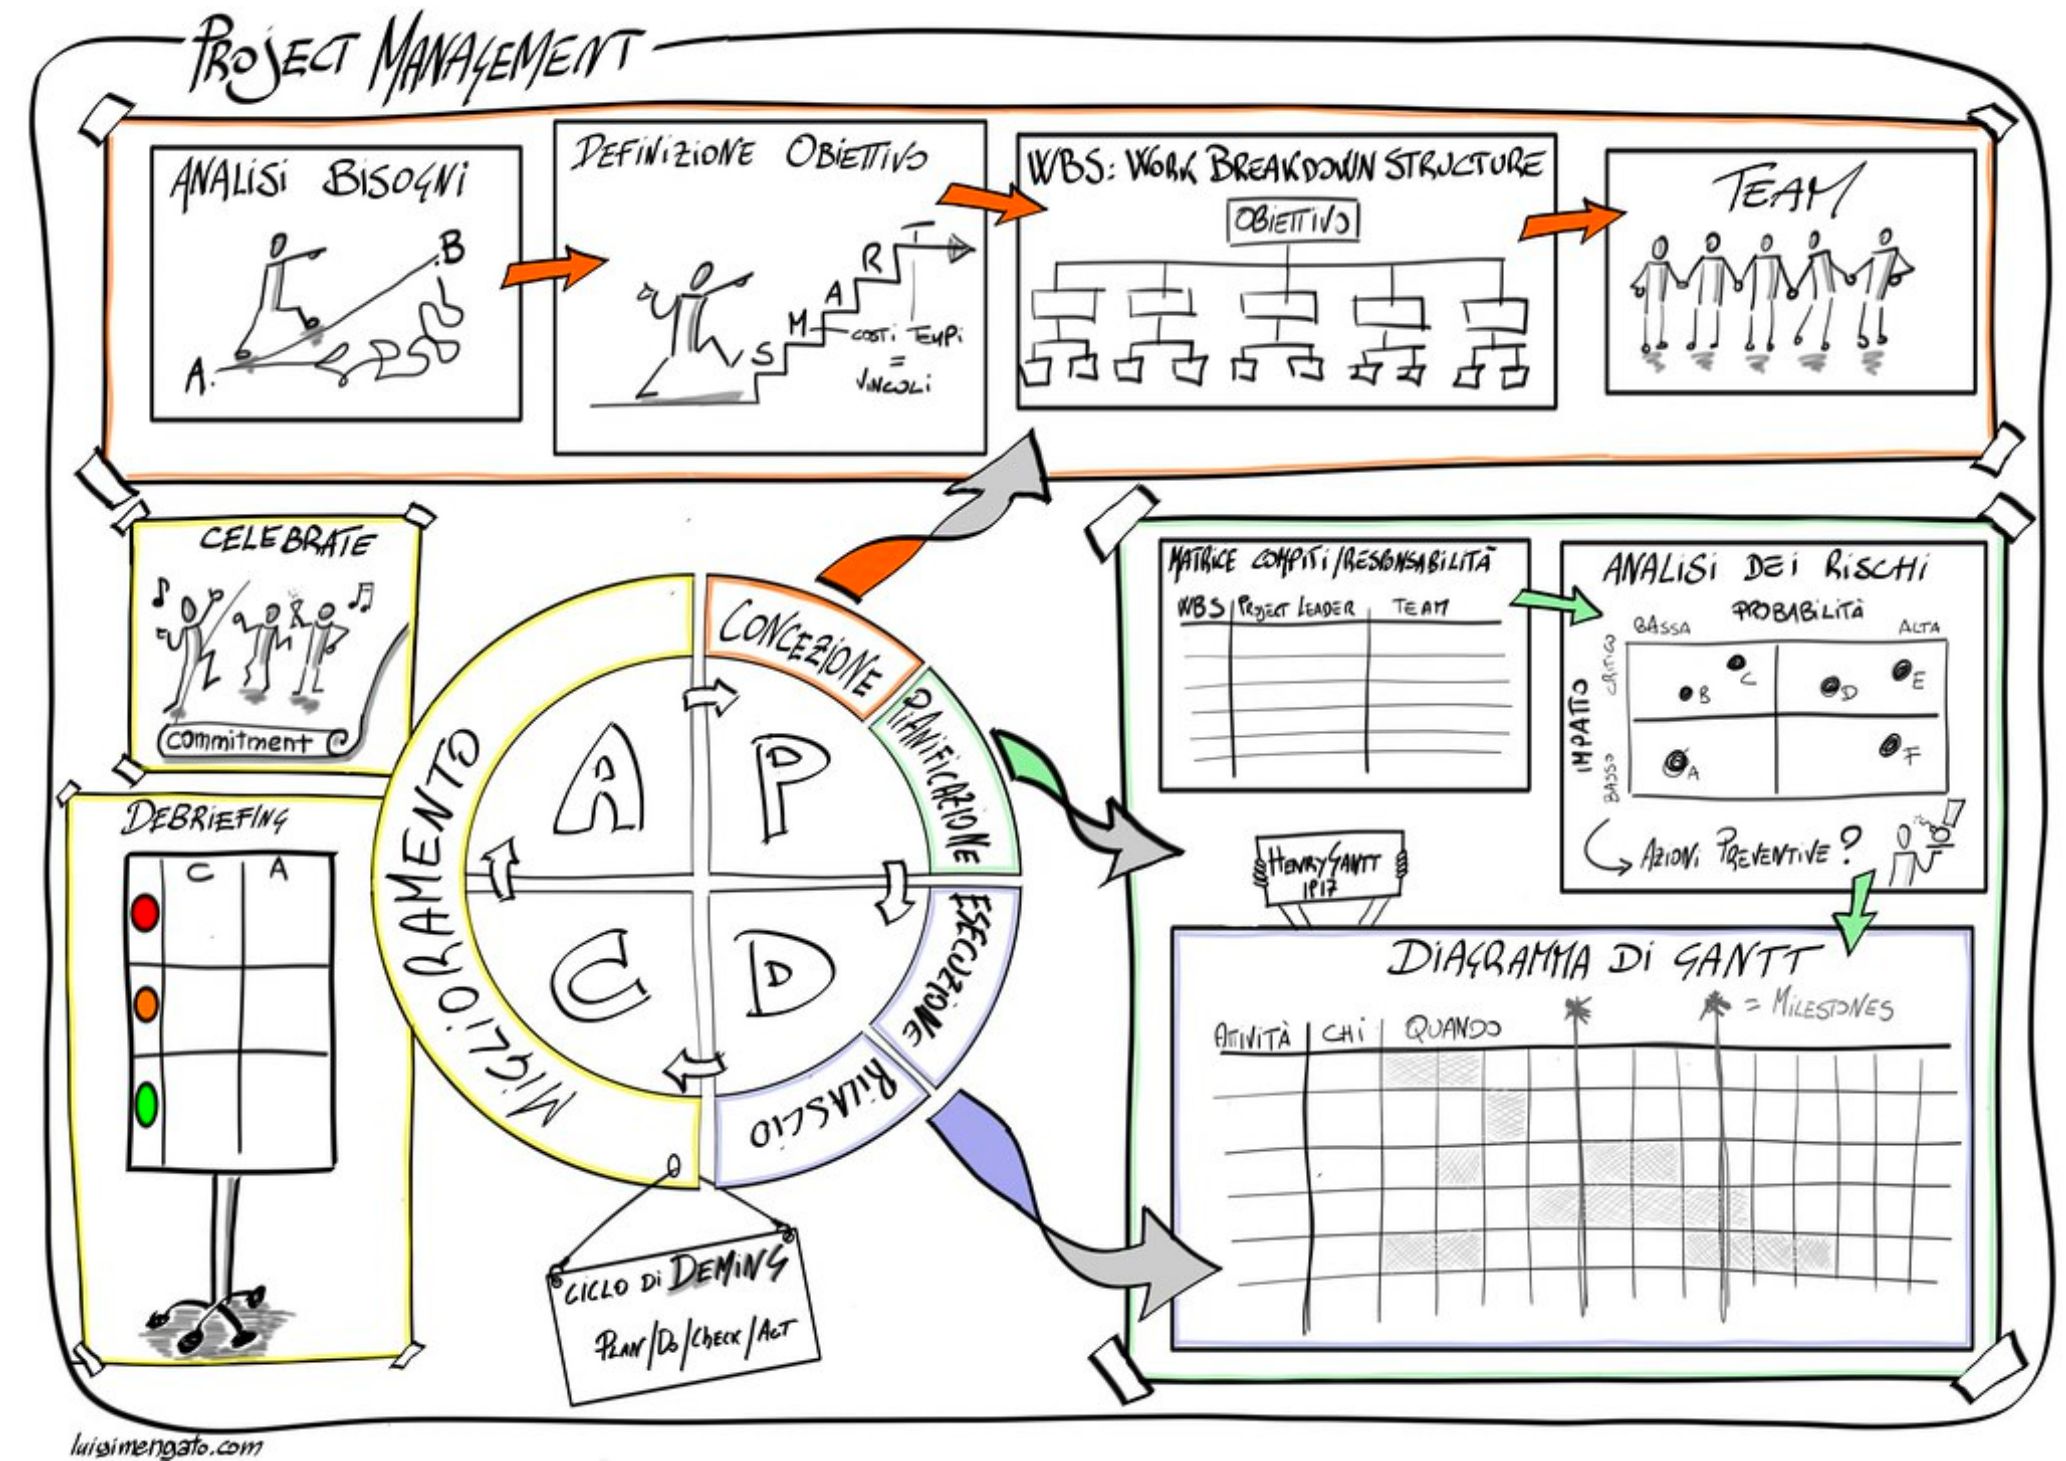 PROJECT MANAGEMENT
ANALISI BISOGNI
B
A.
DEFINIZIONE OBIETTIVO
S
M
A
R
T
COSTI TEMPI
=
VINCOLI
WBS: WORK BREAKDOWN STRUCTURE
OBIETTIVO
TEAM
CELEBRATE
commitment
DEBRIEFING
C A
CONCEZIONE
PIANIFICAZIONE
ESECUZIONE
RILASCIO
MIGLIORAMENTO
A P
C D
CICLO DI DEMING
PLAN/DO/CHECK/ACT
MATRICE COMPITI/RESPONSABILITÀ
WBS PROJECT LEADER TEAM
ANALISI DEI RISCHI
PROBABILITÀ
BASSA ALTA
IMPATTO
CRITICO
BASSO
B C D E
A F
AZIONI PREVENTIVE?
HENRY GANTT
1917
DIAGRAMMA DI GANTT
= MILESTONES
ATTIVITÀ CHI QUANDO
luigimengato.com